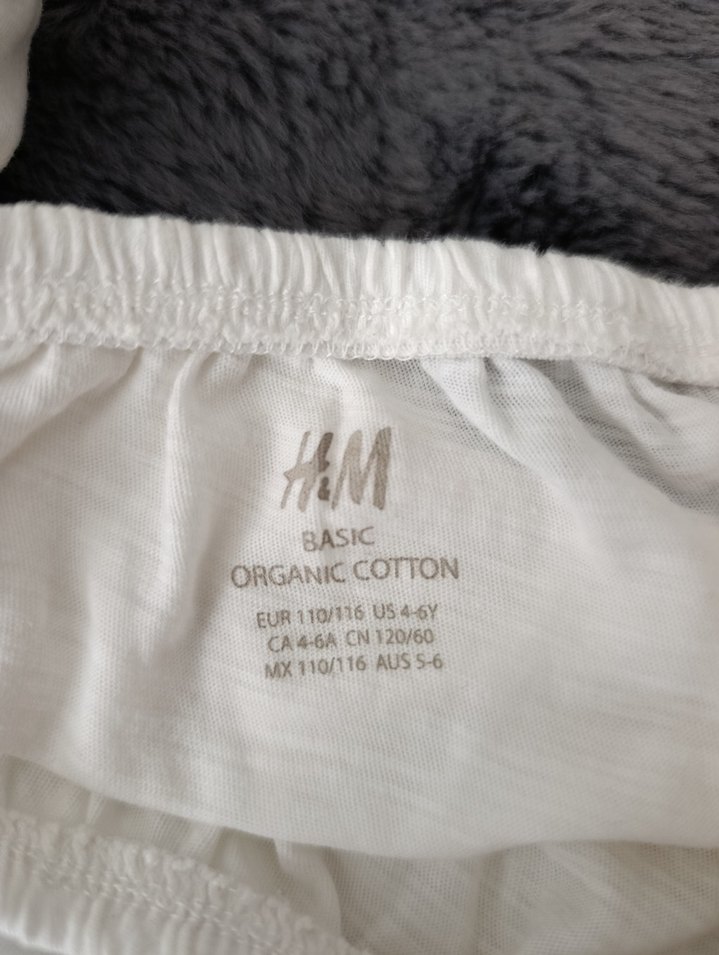 H&M
BASIC
ORGANIC COTTON
EUR 110/116 US 4-6Y
CA 4-6A CN 120/60
MX 110/116 AUS 5-6